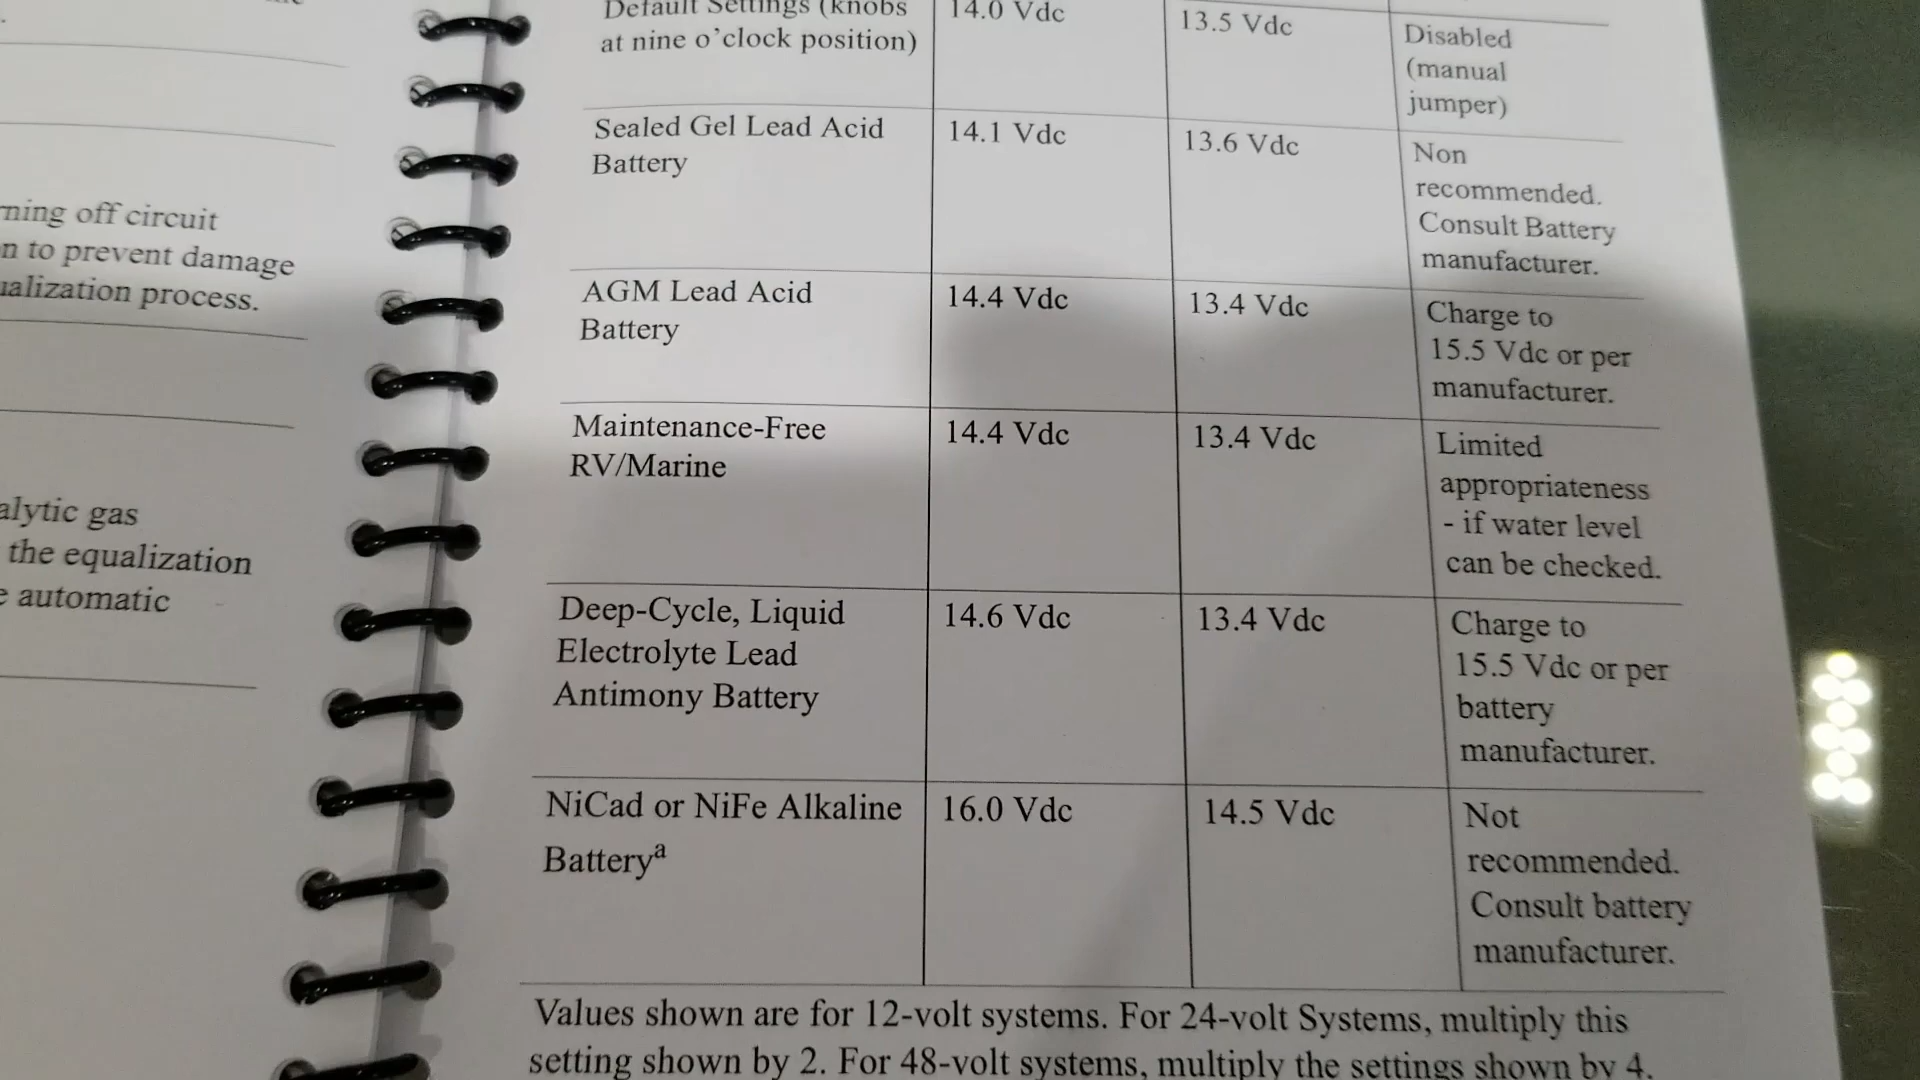 rning off circuit
n to prevent damage
ualization process.
alytic gas
the equalization
e automatic
Default Settings (knobs
at nine o'clock position)
14.0 Vdc
13.5 Vdc
Disabled
(manual
jumper)
Sealed Gel Lead Acid
Battery
14.1 Vdc
13.6 Vdc
Non
recommended.
Consult Battery
manufacturer.
AGM Lead Acid
Battery
14.4 Vdc
13.4 Vdc
Charge to
15.5 Vdc or per
manufacturer.
Maintenance-Free
RV/Marine
14.4 Vdc
13.4 Vdc
Limited
appropriateness
- if water level
can be checked.
Deep-Cycle, Liquid
Electrolyte Lead
Antimony Battery
14.6 Vdc
13.4 Vdc
Charge to
15.5 Vdc or per
battery
manufacturer.
NiCad or NiFe Alkaline
Batteryᵃ
16.0 Vdc
14.5 Vdc
Not
recommended.
Consult battery
manufacturer.
Values shown are for 12-volt systems. For 24-volt Systems, multiply this
setting shown by 2. For 48-volt systems, multiply the settings shown by 4.